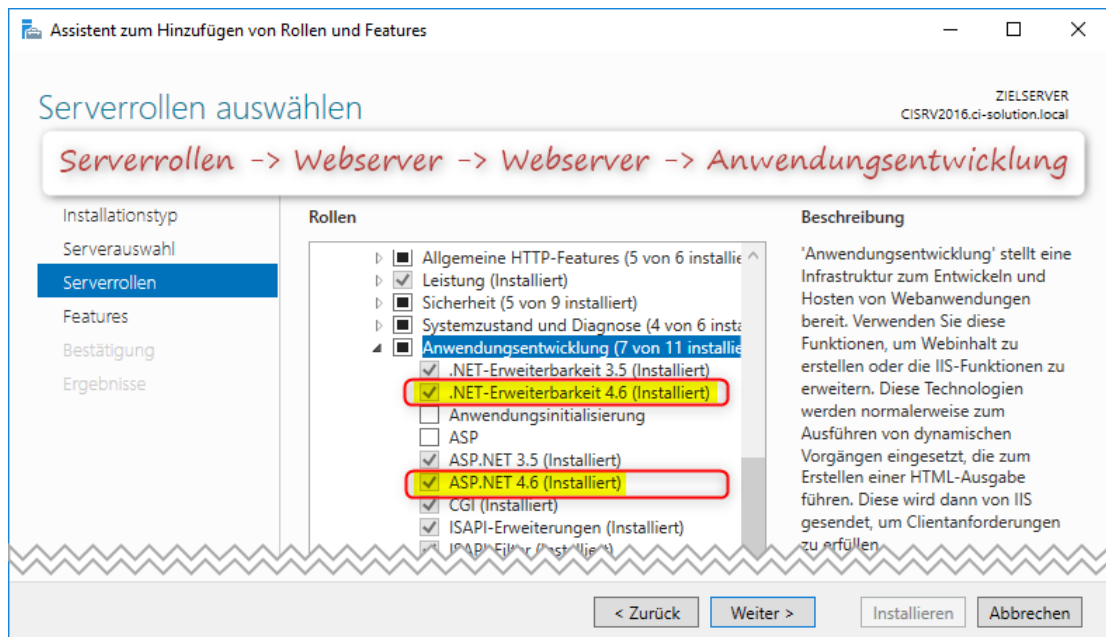 Assistent zum Hinzufügen von Rollen und Features
Serverrollen auswählen
ZIELSERVER
CISRV2016.ci-solution.local
Serverrollen -> Webserver -> Webserver -> Anwendungsentwicklung
Installationstyp
Serverauswahl
Serverrollen
Features
Bestätigung
Ergebnisse
Rollen
Allgemeine HTTP-Features (5 von 6 installie
Leistung (Installiert)
Sicherheit (5 von 9 installiert)
Systemzustand und Diagnose (4 von 6 insta
Anwendungsentwicklung (7 von 11 installie
.NET-Erweiterbarkeit 3.5 (Installiert)
.NET-Erweiterbarkeit 4.6 (Installiert)
Anwendungsinitialisierung
ASP
ASP.NET 3.5 (Installiert)
ASP.NET 4.6 (Installiert)
CGI (Installiert)
ISAPI-Erweiterungen (Installiert)
ISAPI-Filter (Installiert)
Beschreibung
'Anwendungsentwicklung' stellt eine
Infrastruktur zum Entwickeln und
Hosten von Webanwendungen
bereit. Verwenden Sie diese
Funktionen, um Webinhalt zu
erstellen oder die IIS-Funktionen zu
erweitern. Diese Technologien
werden normalerweise zum
Ausführen von dynamischen
Vorgängen eingesetzt, die zum
Erstellen einer HTML-Ausgabe
führen. Diese wird dann von IIS
gesendet, um Clientanforderungen
zu erfüllen.
< Zurück
Weiter >
Installieren
Abbrechen